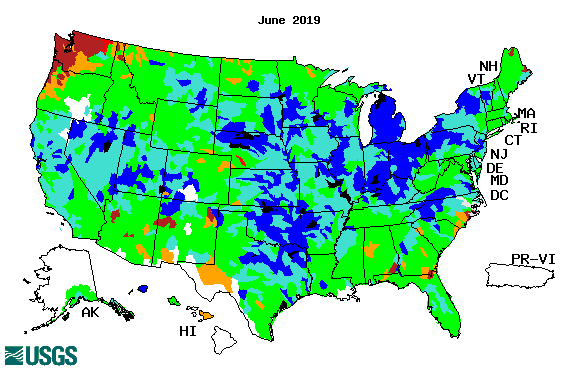 June 2019
NH
VT
MA
RI
CT
NJ
DE
MD
DC
PR-VI
AK
HI
USGS